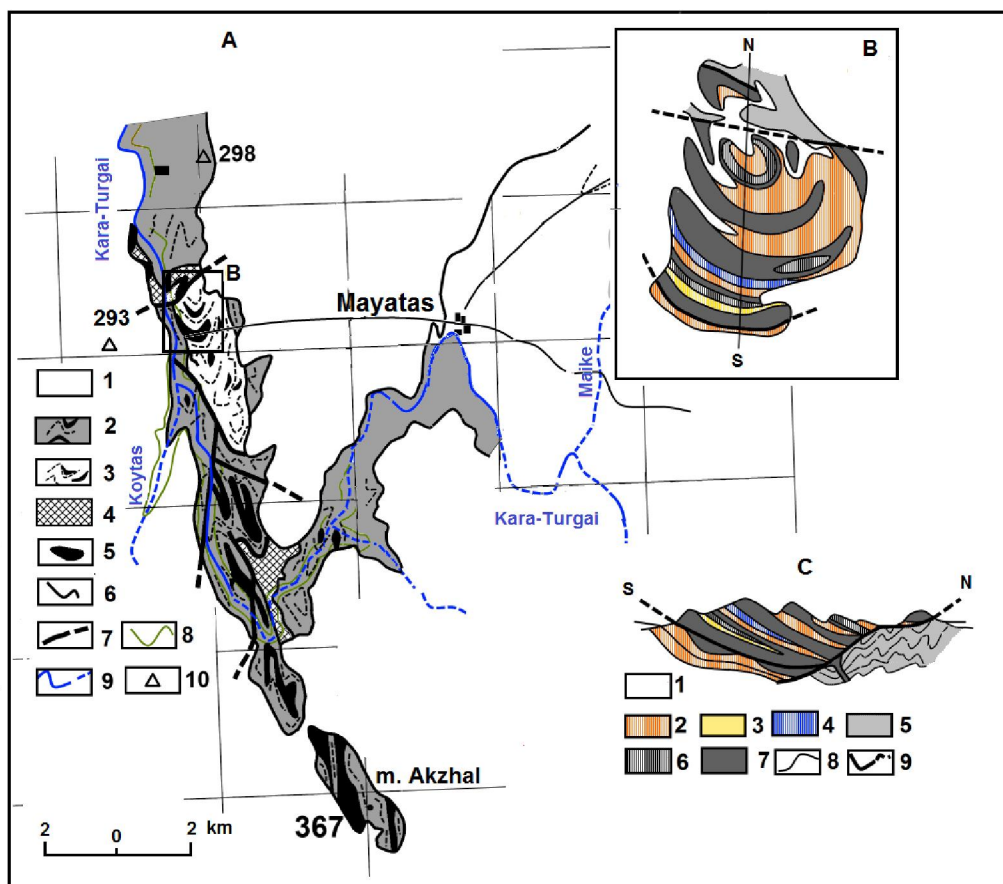 A
B
N
S
298
Kara-Turgai
B
Mayatas
293
Maike
Koytas
Kara-Turgai
1
2
3
4
5
6
7 8
9 10
C
S
N
1
2 3 4 5
6 7 8 9
m. Akzhal
367
2 0 2 km